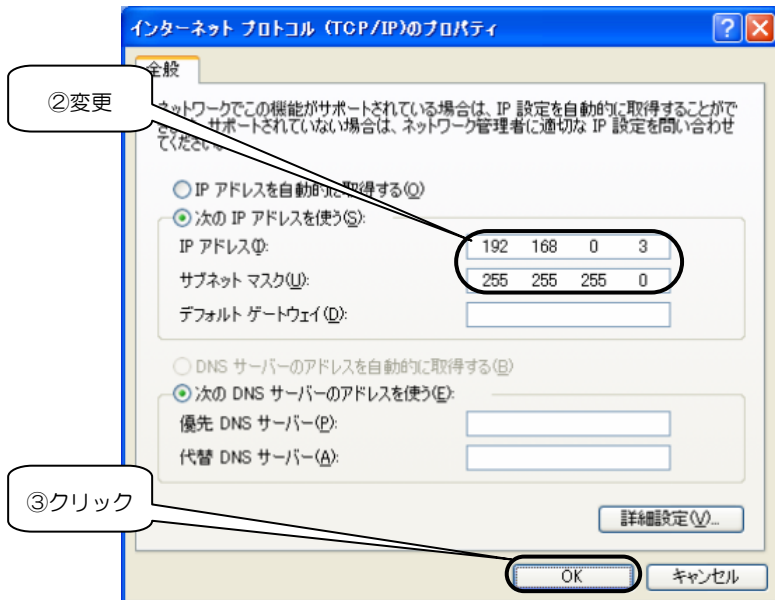 インターネット プロトコル (TCP/IP)のプロパティ
全般
②変更
ネットワークでこの機能がサポートされている場合は、IP 設定を自動的に取得することがで
サポートされていない場合は、ネットワーク管理者に適切な IP 設定を問い合わせ
てください
IP アドレスを自動的に取得する(O)
次の IP アドレスを使う(S):
IP アドレス(I): 192 168 0 3
サブネット マスク(U): 255 255 255 0
デフォルト ゲートウェイ(D):
DNS サーバーのアドレスを自動的に取得する(B)
次の DNS サーバーのアドレスを使う(E):
優先 DNS サーバー(P):
代替 DNS サーバー(A):
③クリック
詳細設定(V)...
OK キャンセル